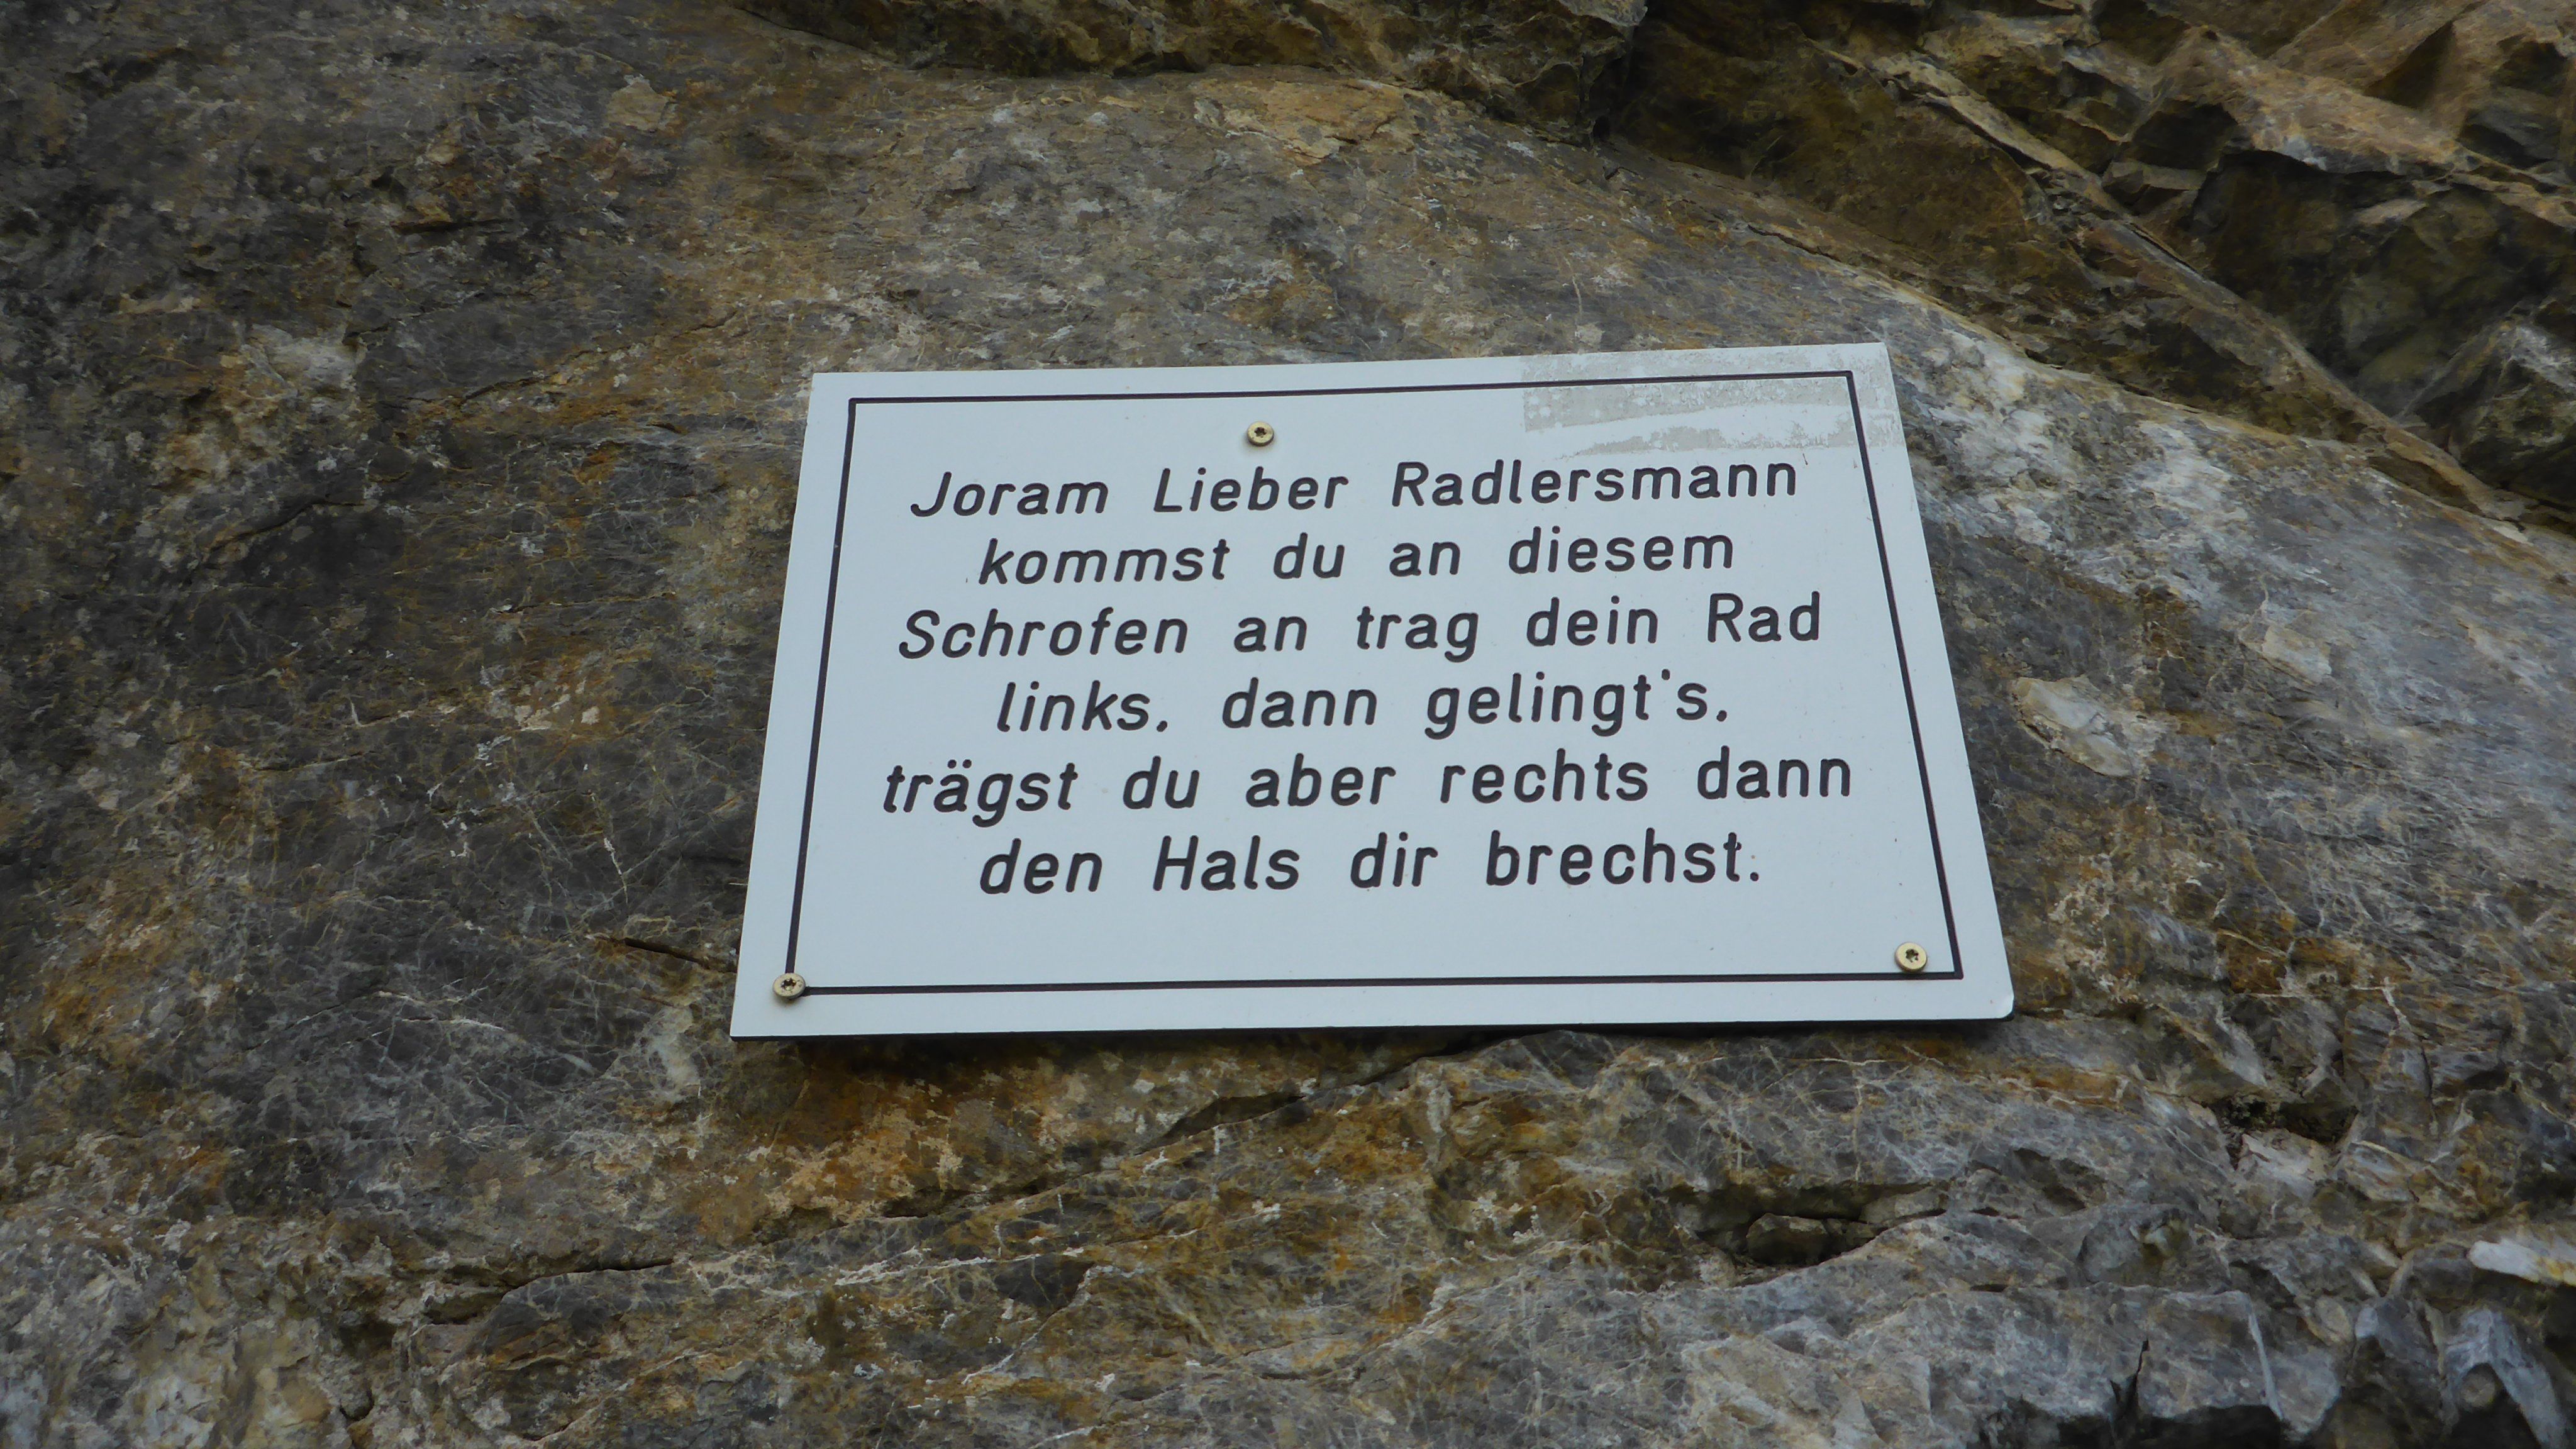 Joram Lieber Radlersmann
kommst du an diesem
Schrofen an trag dein Rad
links, dann gelingt's,
trägst du aber rechts dann
den Hals dir brechst.